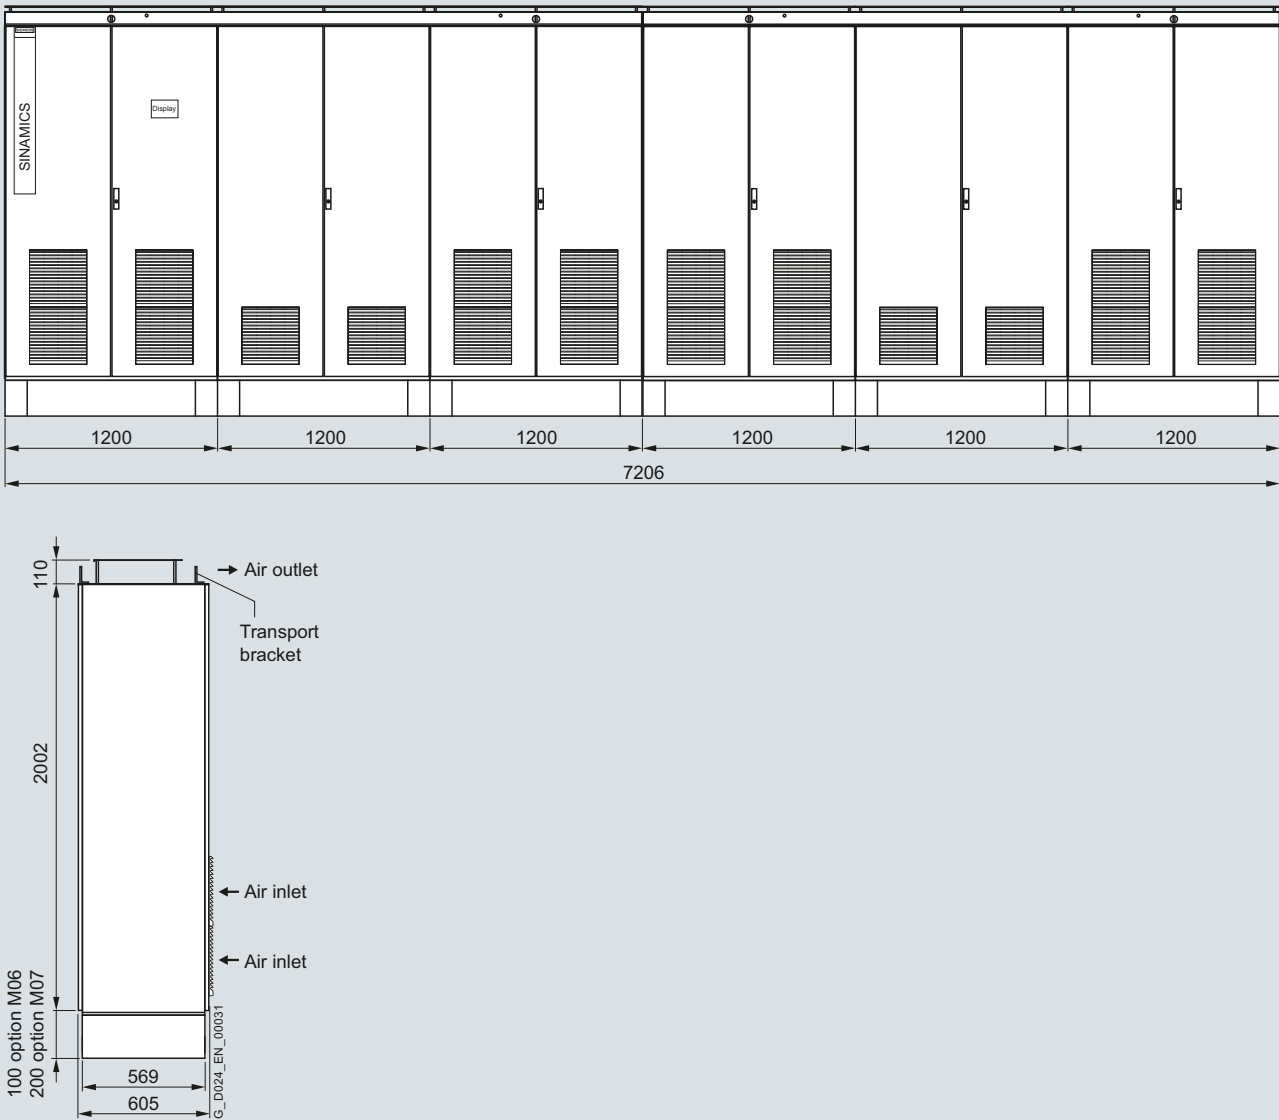 SIEMENS
SINAMICS
Display
1200
1200
1200
1200
1200
1200
7206
110
Air outlet
Transport
bracket
2002
Air inlet
Air inlet
100 option M06
200 option M07
G_D024_EN_00031
569
605